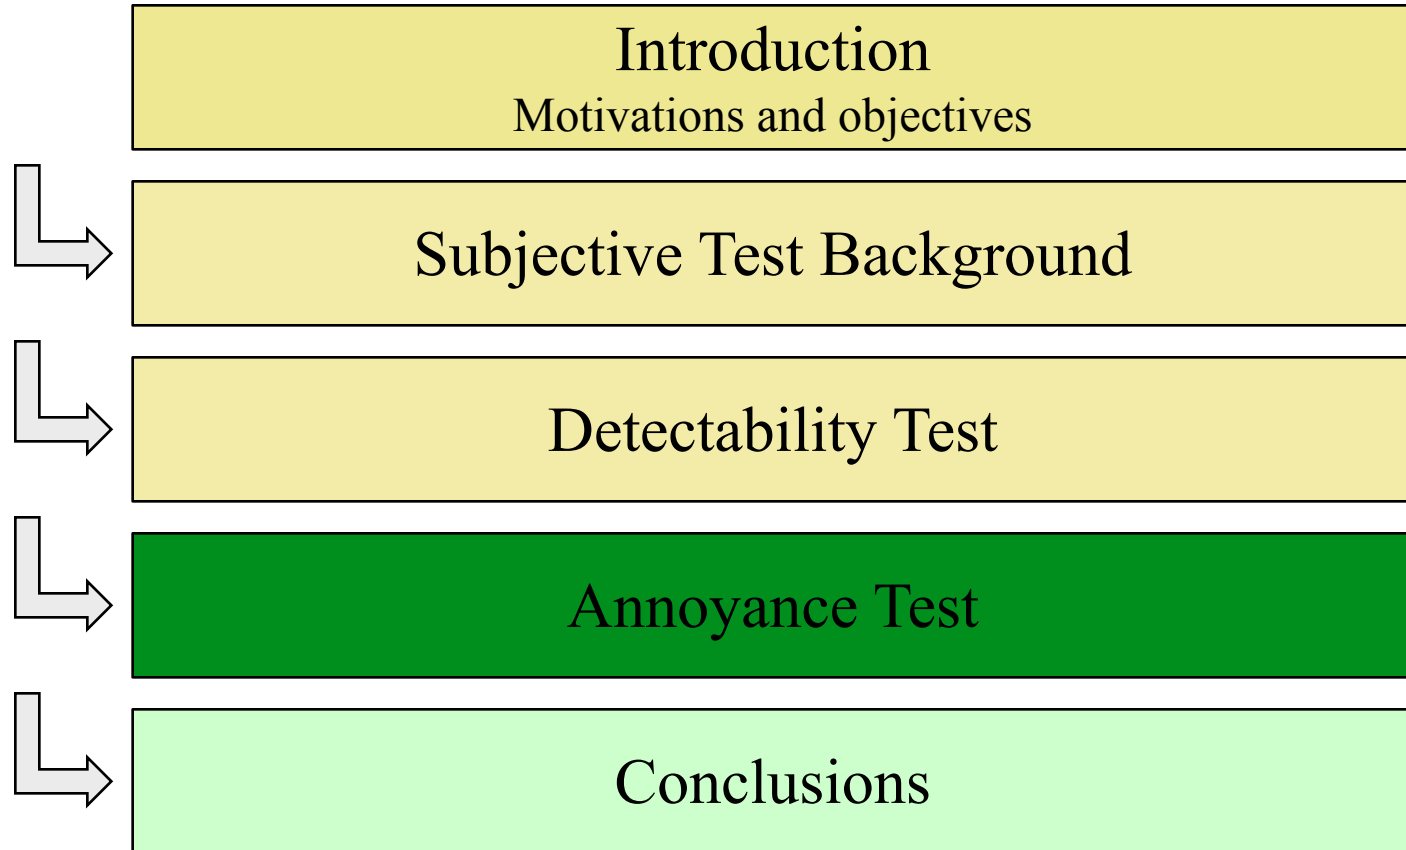 Introduction
Motivations and objectives
Subjective Test Background
Detectability Test
Annoyance Test
Conclusions